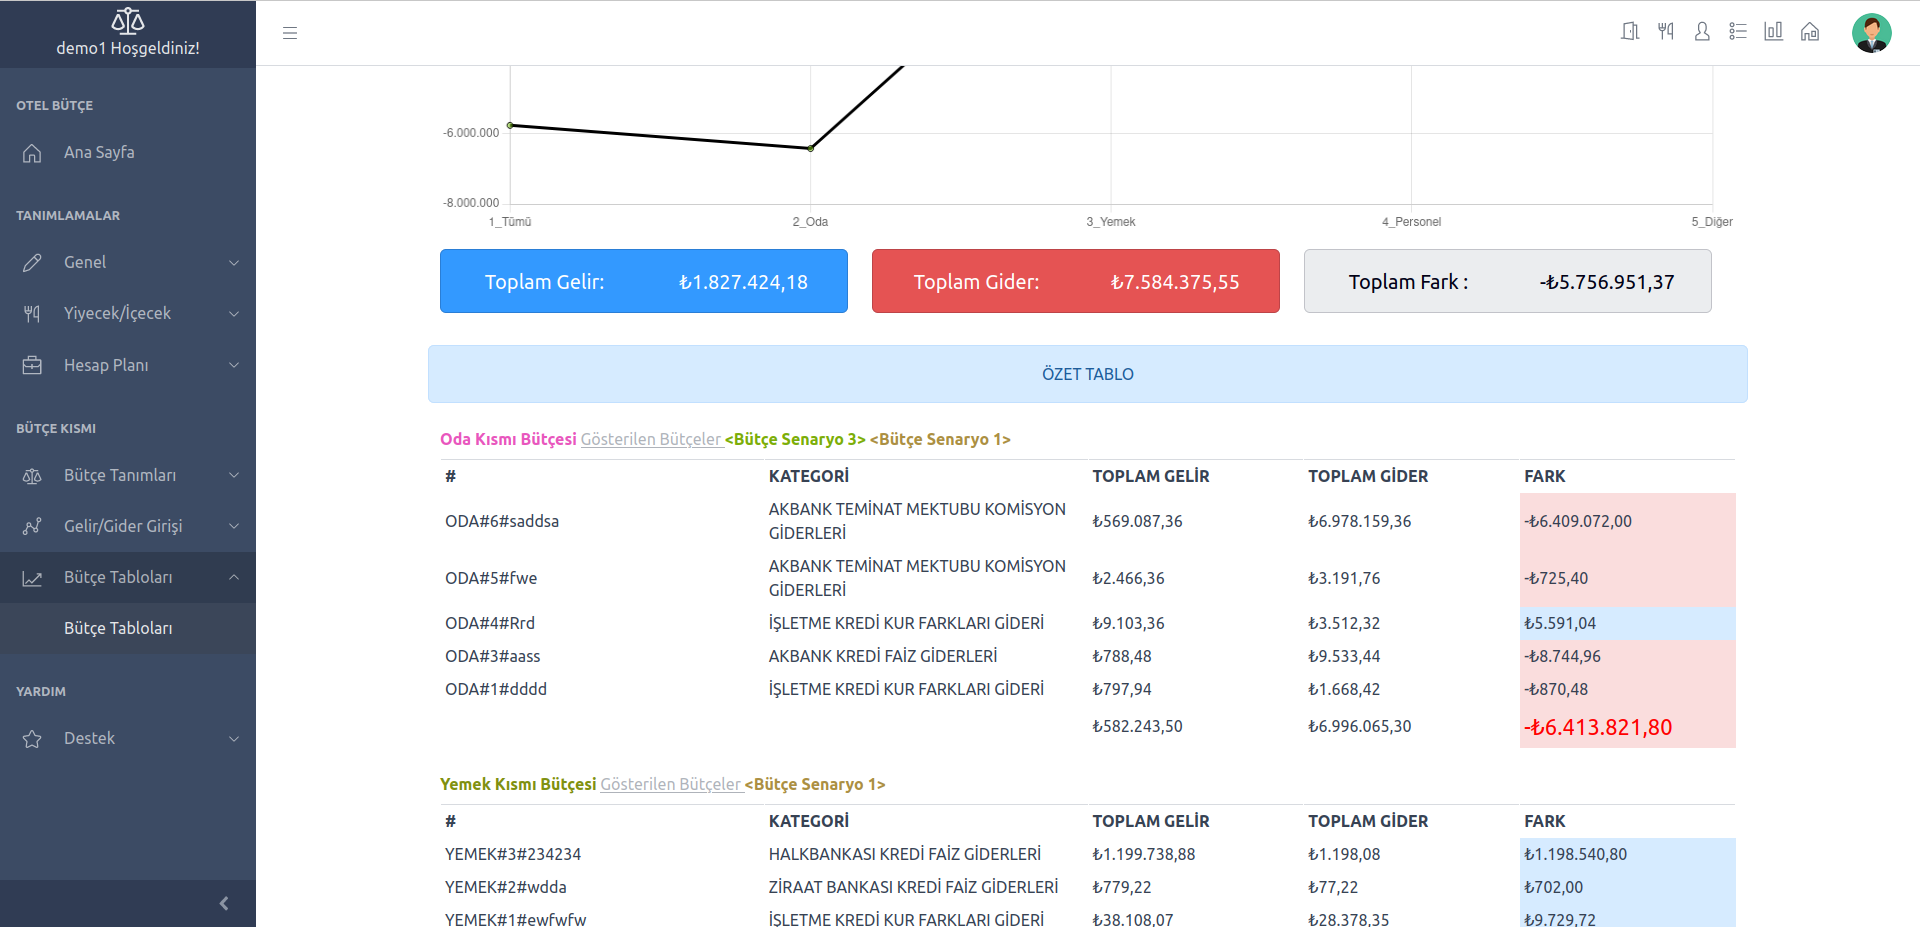 demo1 Hoşgeldiniz!
OTEL BÜTÇE
Ana Sayfa
TANIMLAMALAR
Genel
Yiyecek/İçecek
Hesap Planı
BÜTÇE KISMI
Bütçe Tanımları
Gelir/Gider Girişi
Bütçe Tabloları
Bütçe Tabloları
YARDIM
Destek
-6.000.000
-8.000.000
1_Tümü 2_Oda 3_Yemek 4_Personel 5_Diğer
Toplam Gelir: ₺1.827.424,18
Toplam Gider: ₺7.584.375,55
Toplam Fark : -₺5.756.951,37
ÖZET TABLO
Oda Kısmı Bütçesi Gösterilen Bütçeler <Bütçe Senaryo 3> <Bütçe Senaryo 1>
# KATEGORİ TOPLAM GELİR TOPLAM GİDER FARK
ODA#6#saddsa AKBANK TEMİNAT MEKTUBU KOMİSYON GİDERLERİ ₺569.087,36 ₺6.978.159,36 -₺6.409.072,00
ODA#5#fwe AKBANK TEMİNAT MEKTUBU KOMİSYON GİDERLERİ ₺2.466,36 ₺3.191,76 -₺725,40
ODA#4#Rrd İŞLETME KREDİ KUR FARKLARI GİDERİ ₺9.103,36 ₺3.512,32 ₺5.591,04
ODA#3#aass AKBANK KREDİ FAİZ GİDERLERİ ₺788,48 ₺9.533,44 -₺8.744,96
ODA#1#dddd İŞLETME KREDİ KUR FARKLARI GİDERİ ₺797,94 ₺1.668,42 -₺870,48
₺582.243,50 ₺6.996.065,30 -₺6.413.821,80
Yemek Kısmı Bütçesi Gösterilen Bütçeler <Bütçe Senaryo 1>
# KATEGORİ TOPLAM GELİR TOPLAM GİDER FARK
YEMEK#3#234234 HALKBANKASI KREDİ FAİZ GİDERLERİ ₺1.199.738,88 ₺1.198,08 ₺1.198.540,80
YEMEK#2#wdda ZİRAAT BANKASI KREDİ FAİZ GİDERLERİ ₺779,22 ₺77,22 ₺702,00
YEMEK#1#ewfwfw İŞLETME KREDİ KUR FARKLARI GİDERİ ₺38.108,07 ₺28.378,35 ₺9.729,72